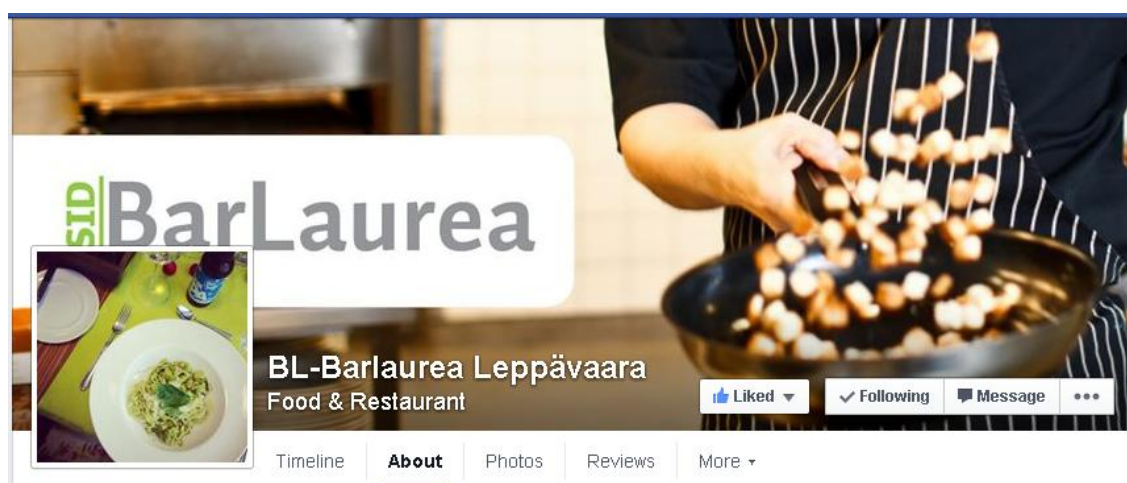 SID
BarLaurea
BL-Barlaurea Leppävaara
Food & Restaurant
Liked
Following
Message
Timeline
About
Photos
Reviews
More